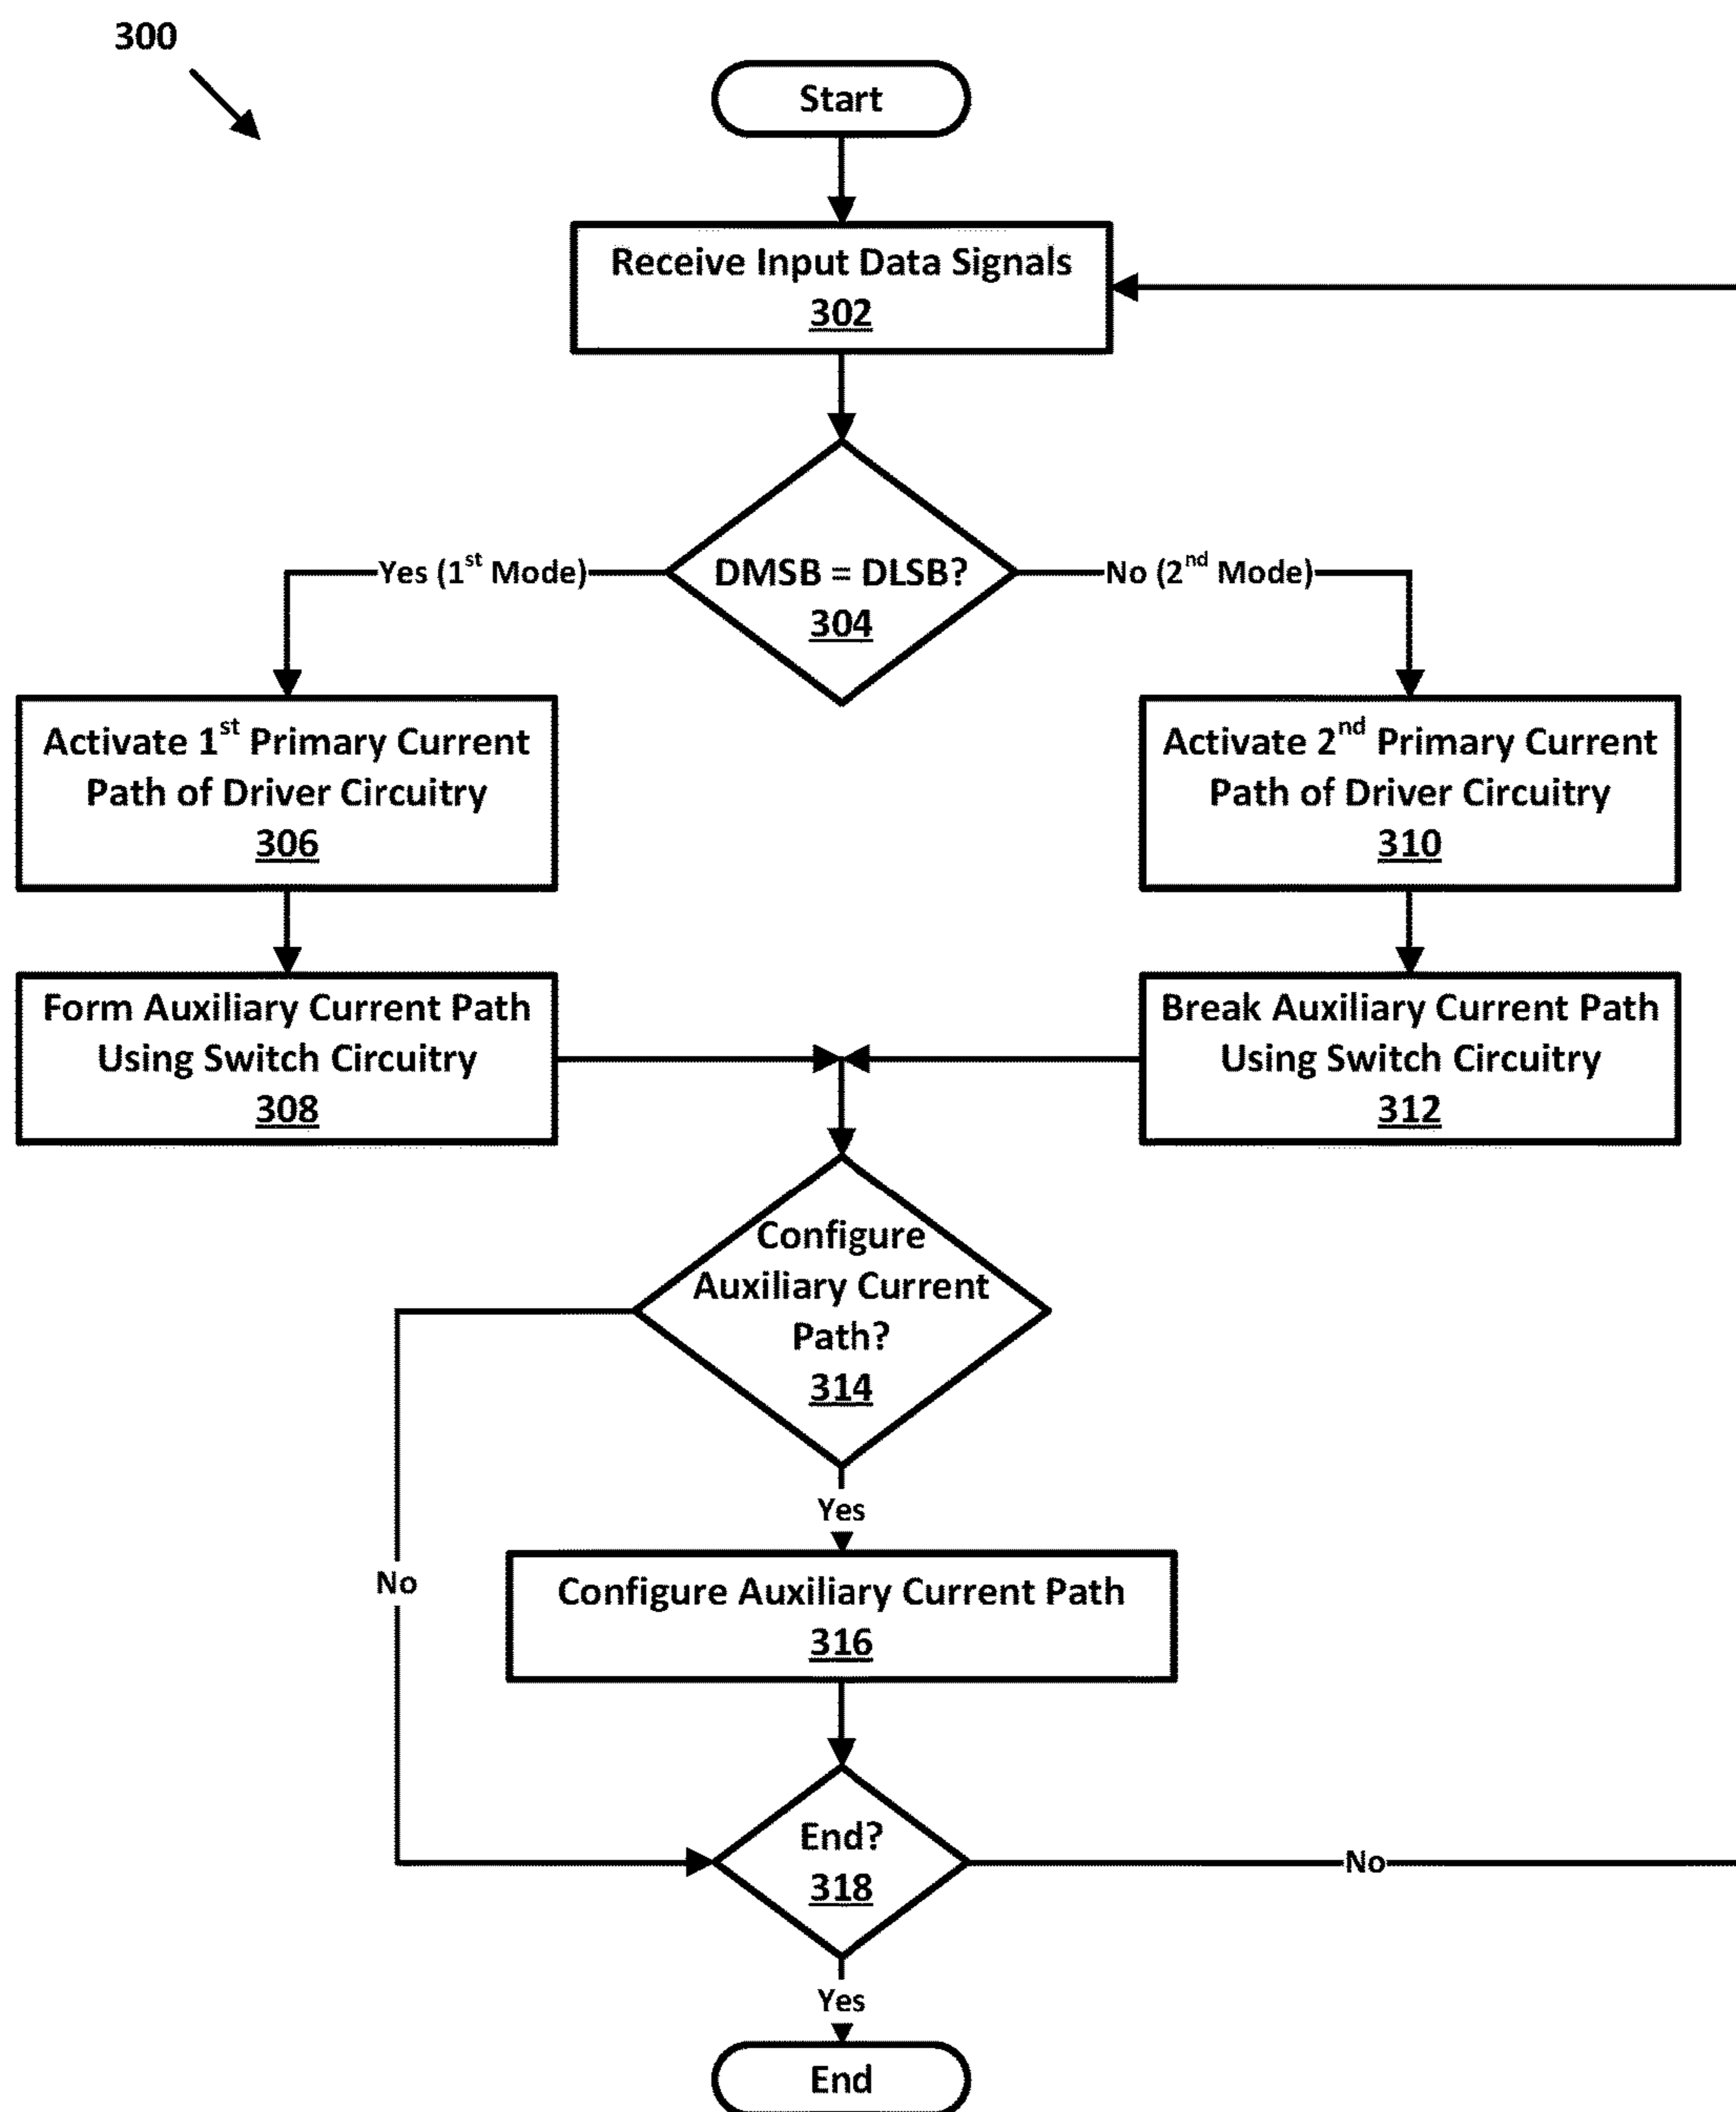 300
Start
Receive Input Data Signals
302
DMSB = DLSB?
304
Yes (1st Mode)
No (2nd Mode)
Activate 1st Primary Current
Path of Driver Circuitry
306
Activate 2nd Primary Current
Path of Driver Circuitry
310
Form Auxiliary Current Path
Using Switch Circuitry
308
Break Auxiliary Current Path
Using Switch Circuitry
312
Configure
Auxiliary Current
Path?
314
Yes
No
Configure Auxiliary Current Path
316
End?
318
No
Yes
End